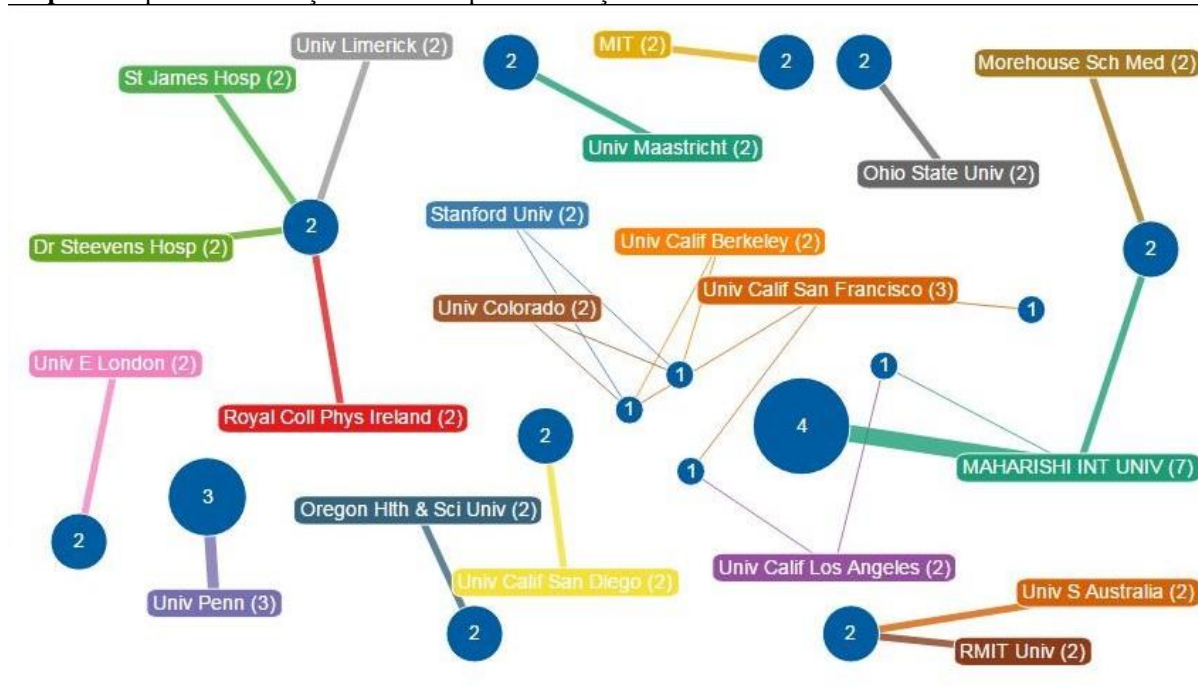 Univ Limerick (2)
2
MIT (2)
2
2
Morehouse Sch Med (2)
St James Hosp (2)
Univ Maastricht (2)
Ohio State Univ (2)
Stanford Univ (2)
2
Univ Calif Berkeley (2)
Dr Steevens Hosp (2)
2
Univ Calif San Francisco (3)
Univ Colorado (2)
1
Univ E London (2)
1
1
1
Royal Coll Phys Ireland (2)
4
2
MAHARISHI INT UNIV (7)
1
3
Oregon Hlth & Sci Univ (2)
2
Univ Calif Los Angeles (2)
Univ Calif San Diego (2)
Univ Penn (3)
Univ S Australia (2)
2
2
RMIT Univ (2)